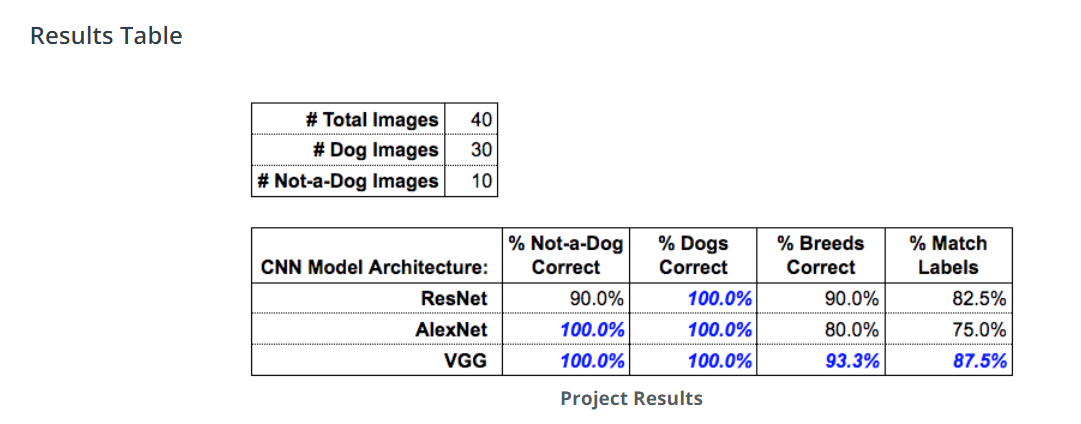 Results Table
# Total Images 40
# Dog Images 30
# Not-a-Dog Images 10
CNN Model Architecture: % Not-a-Dog Correct % Dogs Correct % Breeds Correct % Match Labels
ResNet 90.0% 100.0% 90.0% 82.5%
AlexNet 100.0% 100.0% 80.0% 75.0%
VGG 100.0% 100.0% 93.3% 87.5%
Project Results